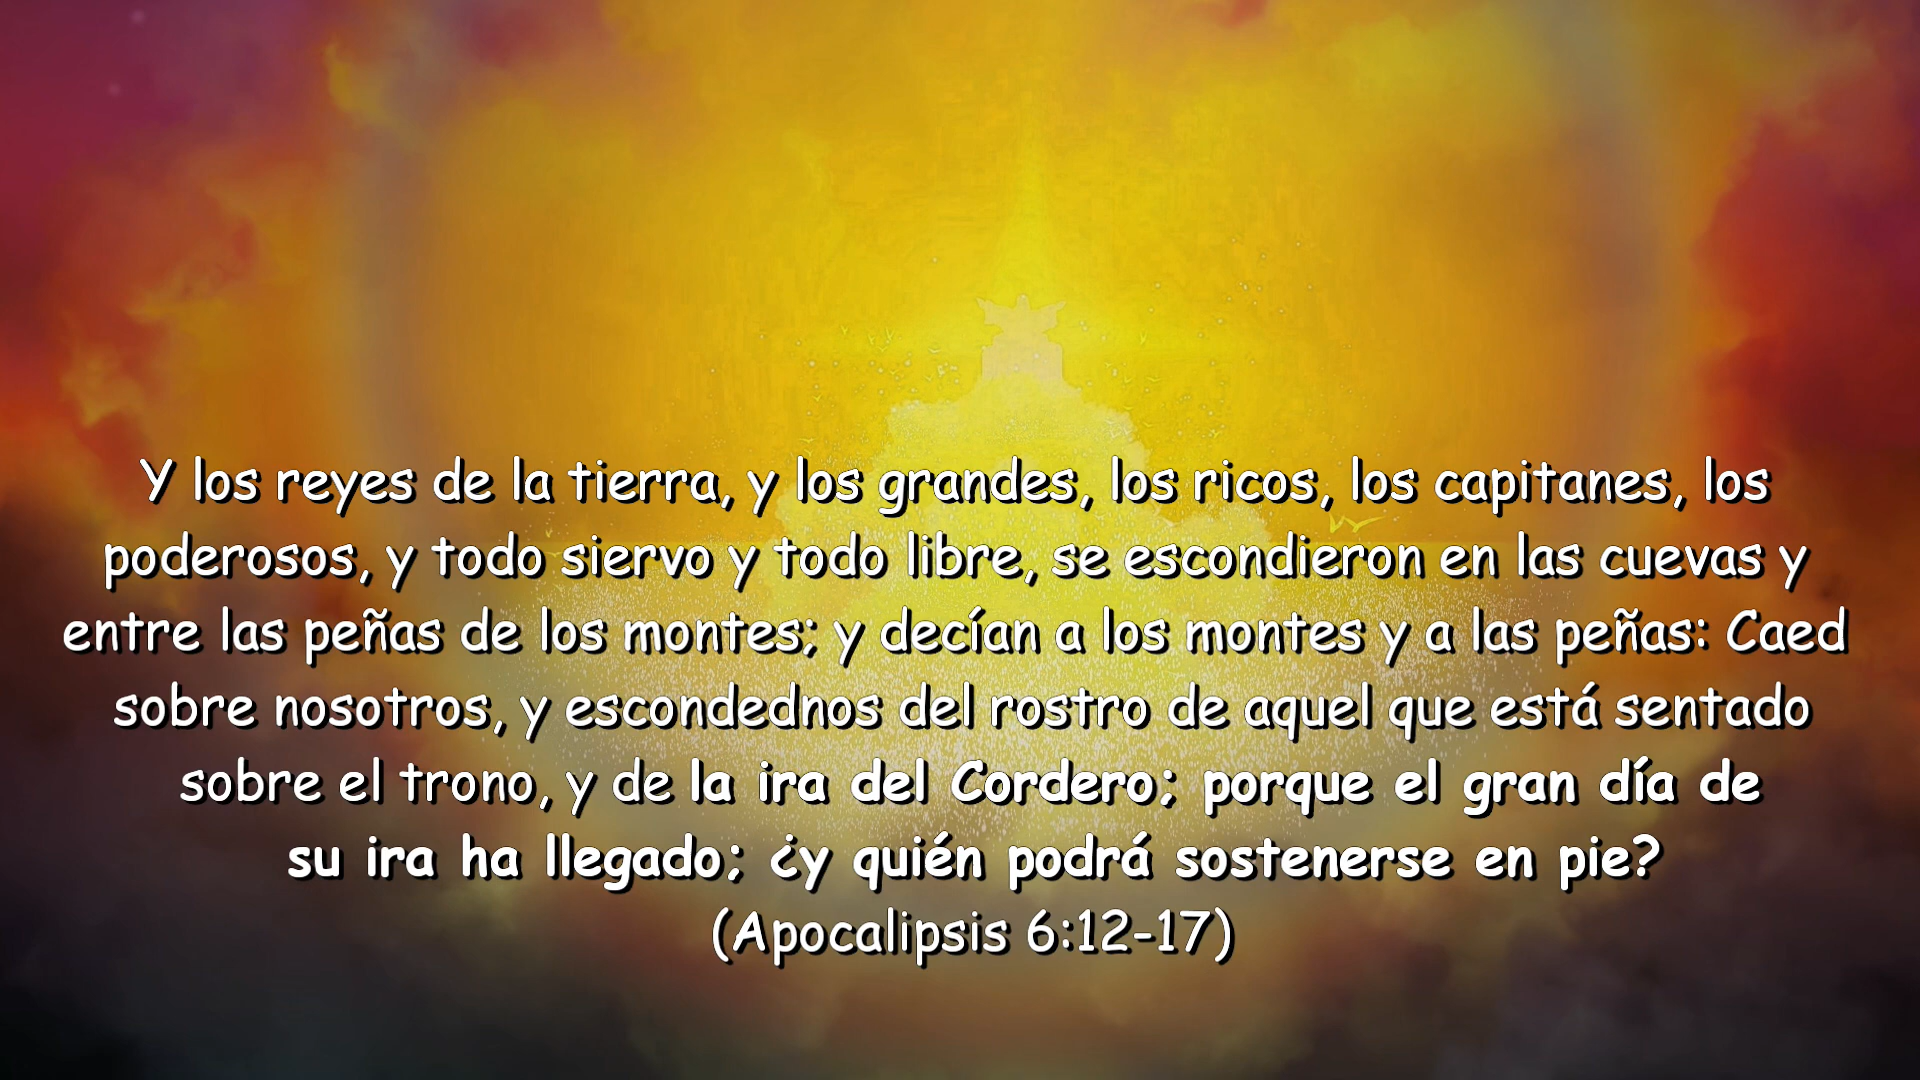 Y los reyes de la tierra, y los grandes, los ricos, los capitanes, los
poderosos, y todo siervo y todo libre, se escondieron en las cuevas y
entre las peñas de los montes; y decían a los montes y a las peñas: Caed
sobre nosotros, y escondednos del rostro de aquel que está sentado
sobre el trono, y de la ira del Cordero; porque el gran día de
su ira ha llegado; ¿y quién podrá sostenerse en pie?
(Apocalipsis 6:12-17)